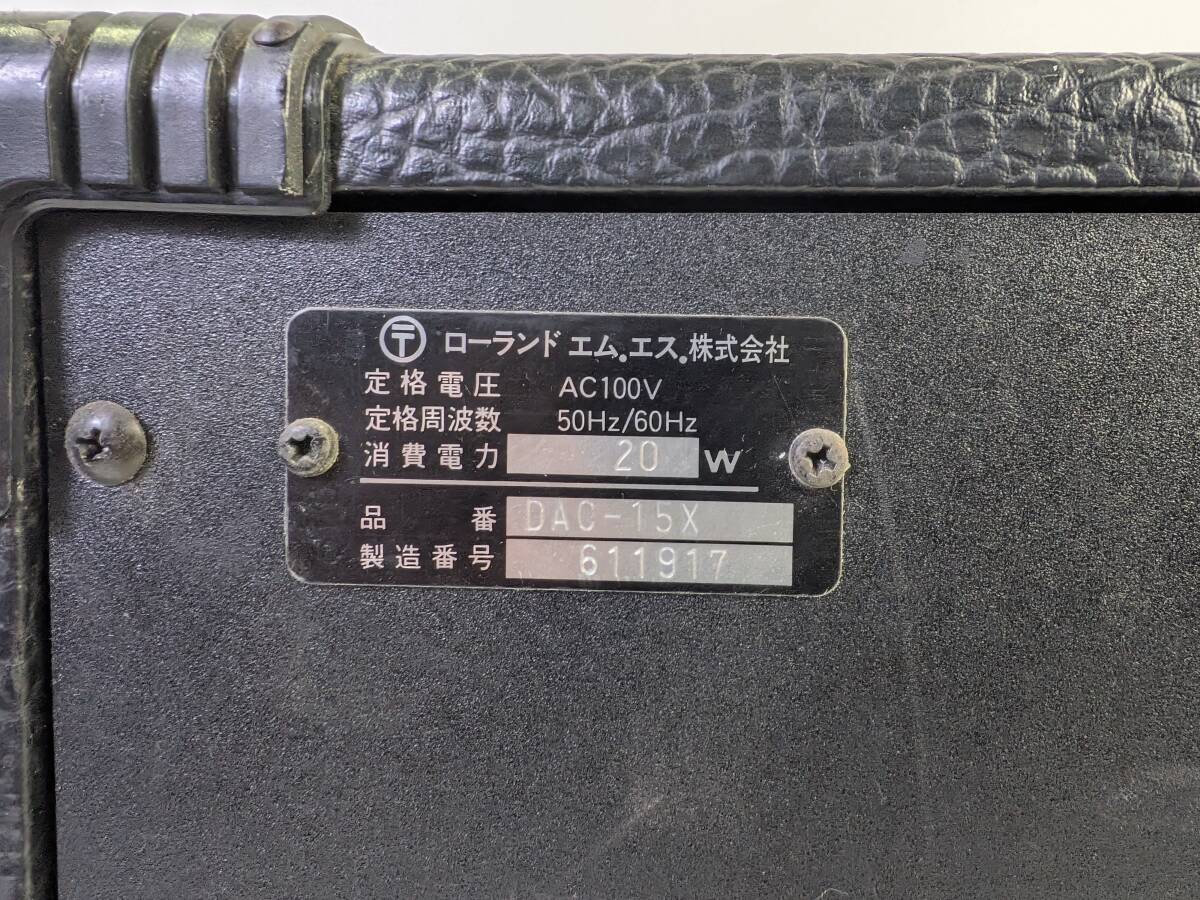 〒 ローランド エム.エス.株式会社
定格電圧 AC100V
定格周波数 50Hz/60Hz
消費電力 20 W
品番 DAC-15X
製造番号 611917